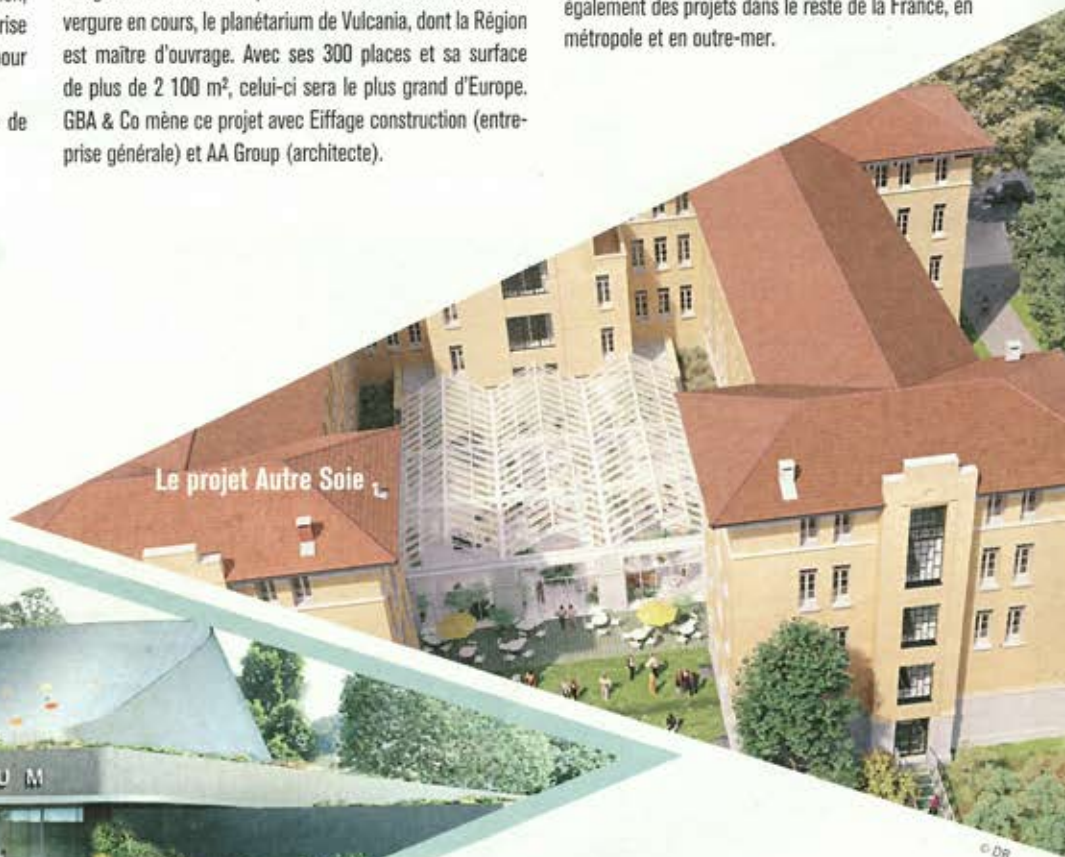 rise
our
de
vergure en cours, le planétarium de Vulcania, dont la Région
est maître d'ouvrage. Avec ses 300 places et sa surface
de plus de 2 100 m², celui-ci sera le plus grand d'Europe.
GBA & Co mène ce projet avec Eiffage construction (entre-
prise générale) et AA Group (architecte).
également des projets dans le reste de la France, en
métropole et en outre-mer.
Le projet Autre Soie
U M
© DR